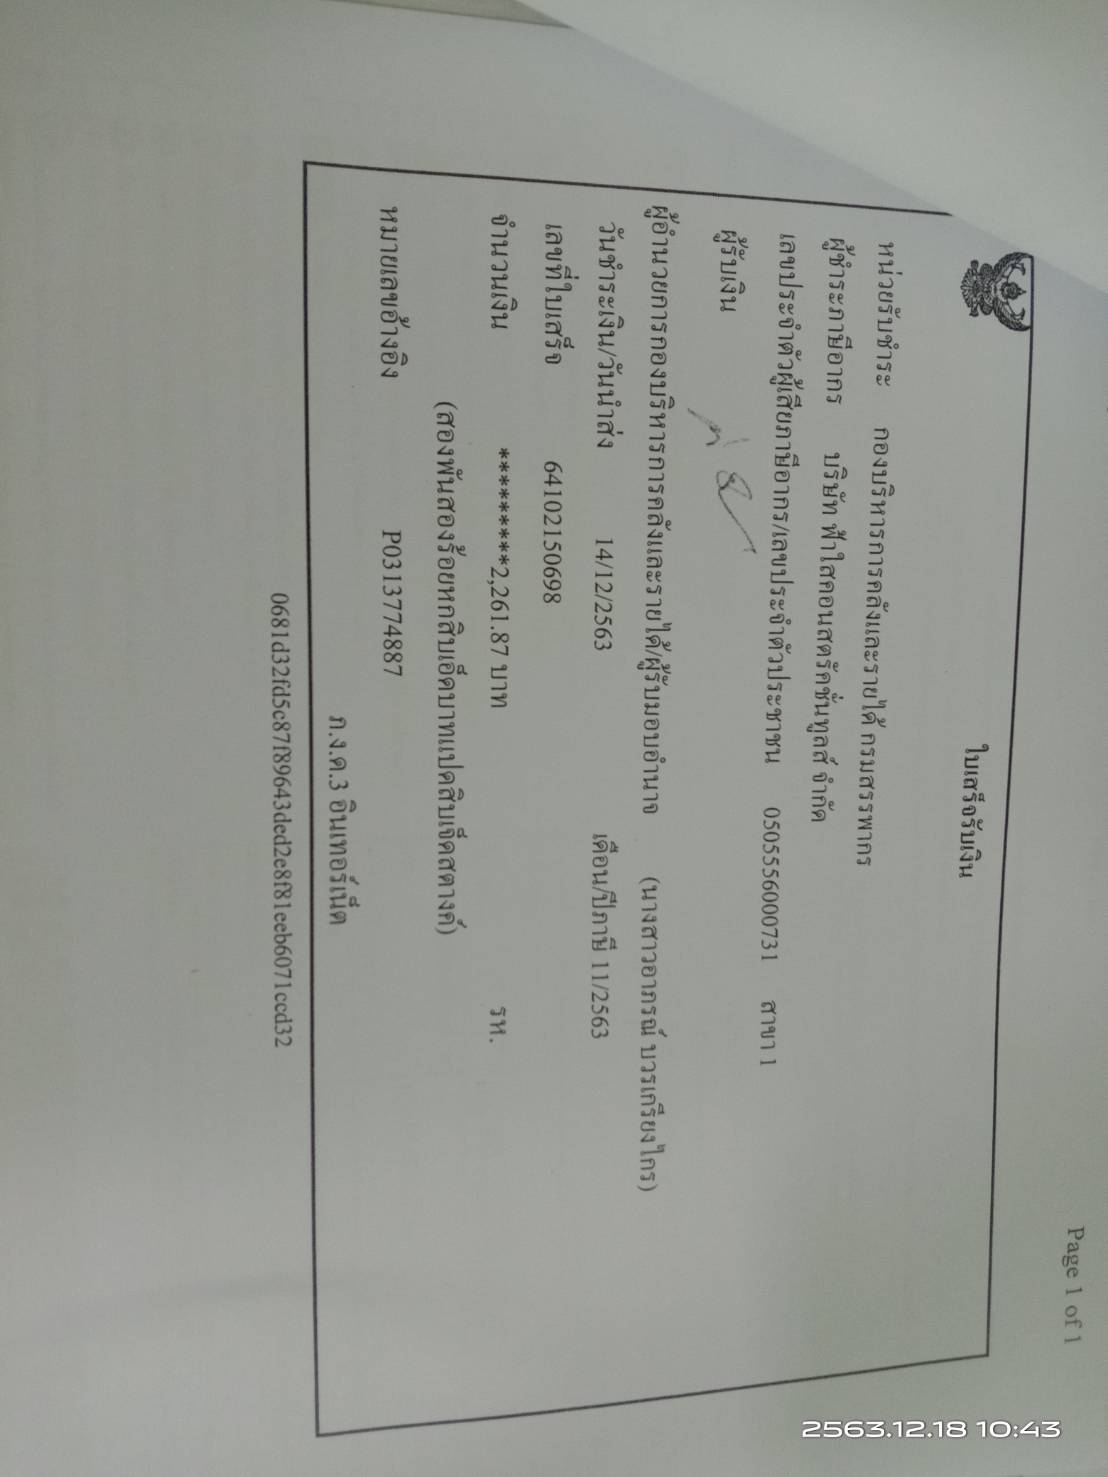 Page 1 of 1
ใบเสร็จรับเงิน
หน่วยรับชำระ กองบริหารการคลังและรายได้ กรมสรรพากร
ผู้ชำระภาษีอากร บริษัท ฟ้าใสคอนสตรัคชั่นทูลส์ จำกัด
เลขประจำตัวผู้เสียภาษีอากร/เลขประจำตัวประชาชน 0505556000731 สาขา 1
ผู้รับเงิน
ผู้อำนวยการกองบริหารการคลังและรายได้/ผู้รับมอบอำนาจ (นางสาวอาภรณ์ บวรเกรียงไกร)
วันชำระเงิน/วันนำส่ง 14/12/2563 เดือน/ปีภาษี 11/2563
เลขที่ใบเสร็จ 64102150698
จำนวนเงิน *********2,261.87 บาท รห.
(สองพันสองร้อยหกสิบเอ็ดบาทแปดสิบเจ็ดสตางค์)
หมายเลขอ้างอิง P0313774887
ภ.ง.ด.3 อินเทอร์เน็ต
0681d32fd5c87f89643ded2e8f81eeb6071ccd32
2563.12.18 10:43